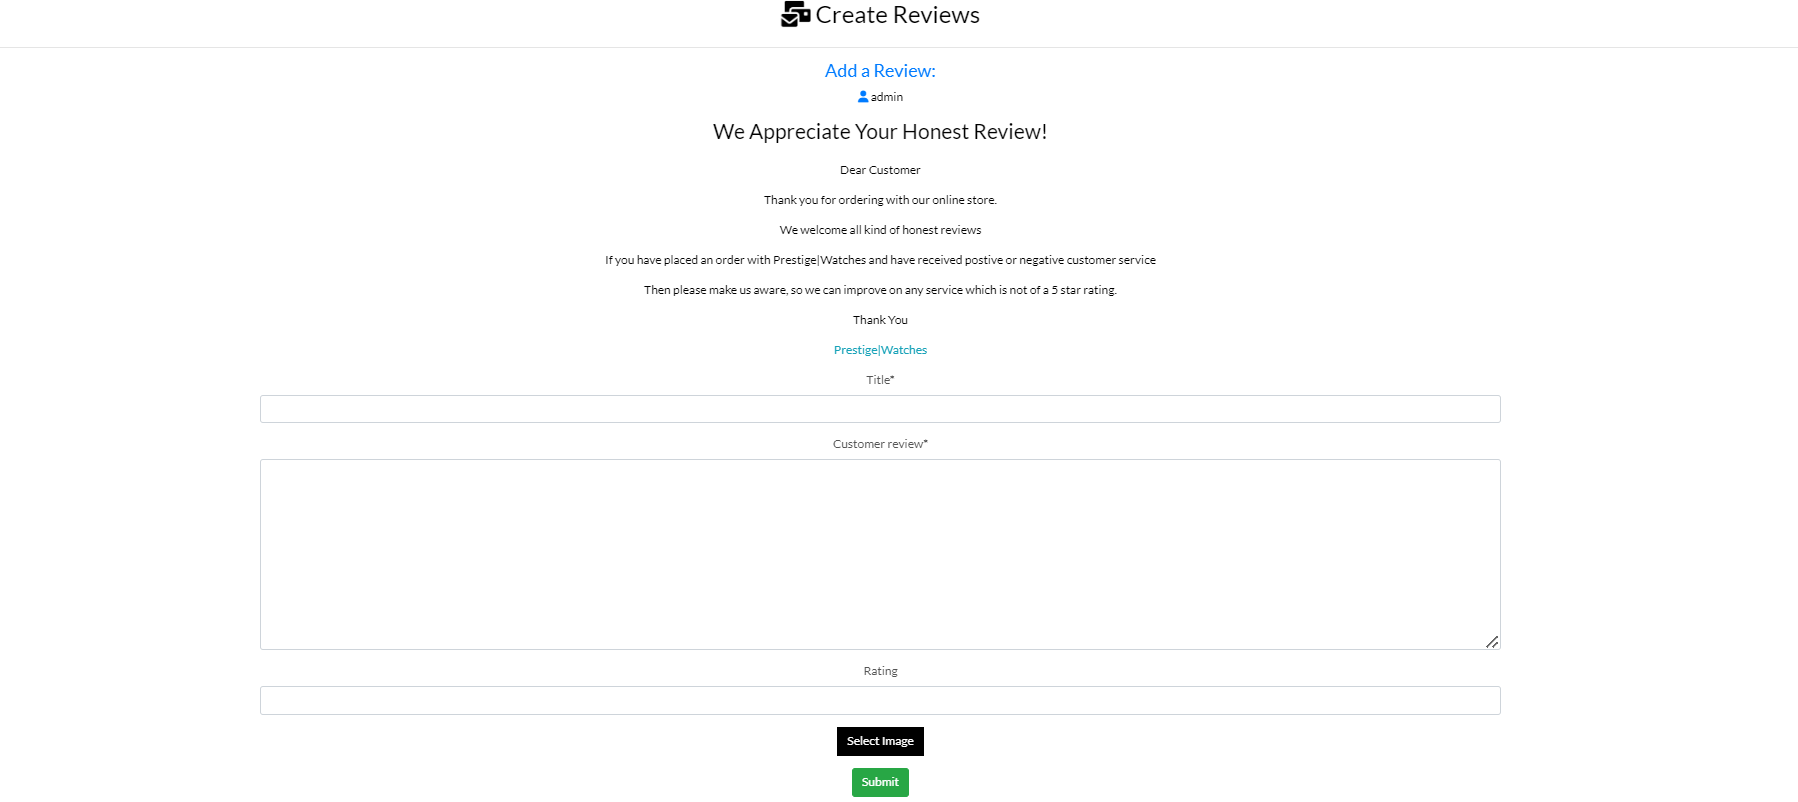 Create Reviews
Add a Review:
admin
We Appreciate Your Honest Review!
Dear Customer
Thank you for ordering with our online store.
We welcome all kind of honest reviews
If you have placed an order with Prestige|Watches and have received postive or negative customer service
Then please make us aware, so we can improve on any service which is not of a 5 star rating.
Thank You
Prestige|Watches
Title*
Customer review*
Rating
Select Image
Submit